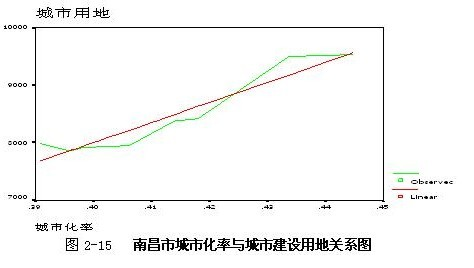 城市用地
10000
9000
8000
7000
.39 .40 .41 .42 .43 .44 .45
Observed
Linear
城市化率
图 2-15 南昌市城市化率与城市建设用地关系图